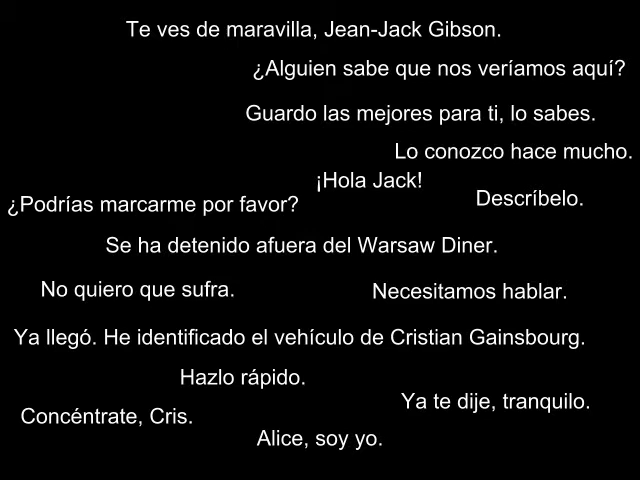 Te ves de maravilla, Jean-Jack Gibson.
¿Alguien sabe que nos veríamos aquí?
Guardo las mejores para ti, lo sabes.
Lo conozco hace mucho.
¡Hola Jack!
Descríbelo.
¿Podrías marcarme por favor?
Se ha detenido afuera del Warsaw Diner.
No quiero que sufra.
Necesitamos hablar.
Ya llegó. He identificado el vehículo de Cristian Gainsbourg.
Hazlo rápido.
Ya te dije, tranquilo.
Concéntrate, Cris.
Alice, soy yo.